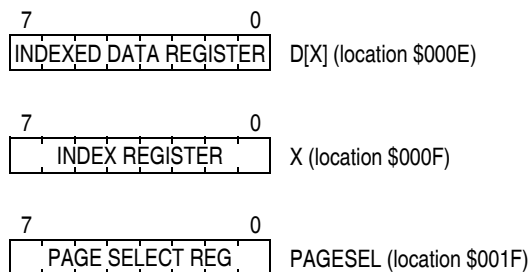 7 0
INDEXED DATA REGISTER D[X] (location $000E)
7 0
INDEX REGISTER X (location $000F)
7 0
PAGE SELECT REG PAGESEL (location $001F)